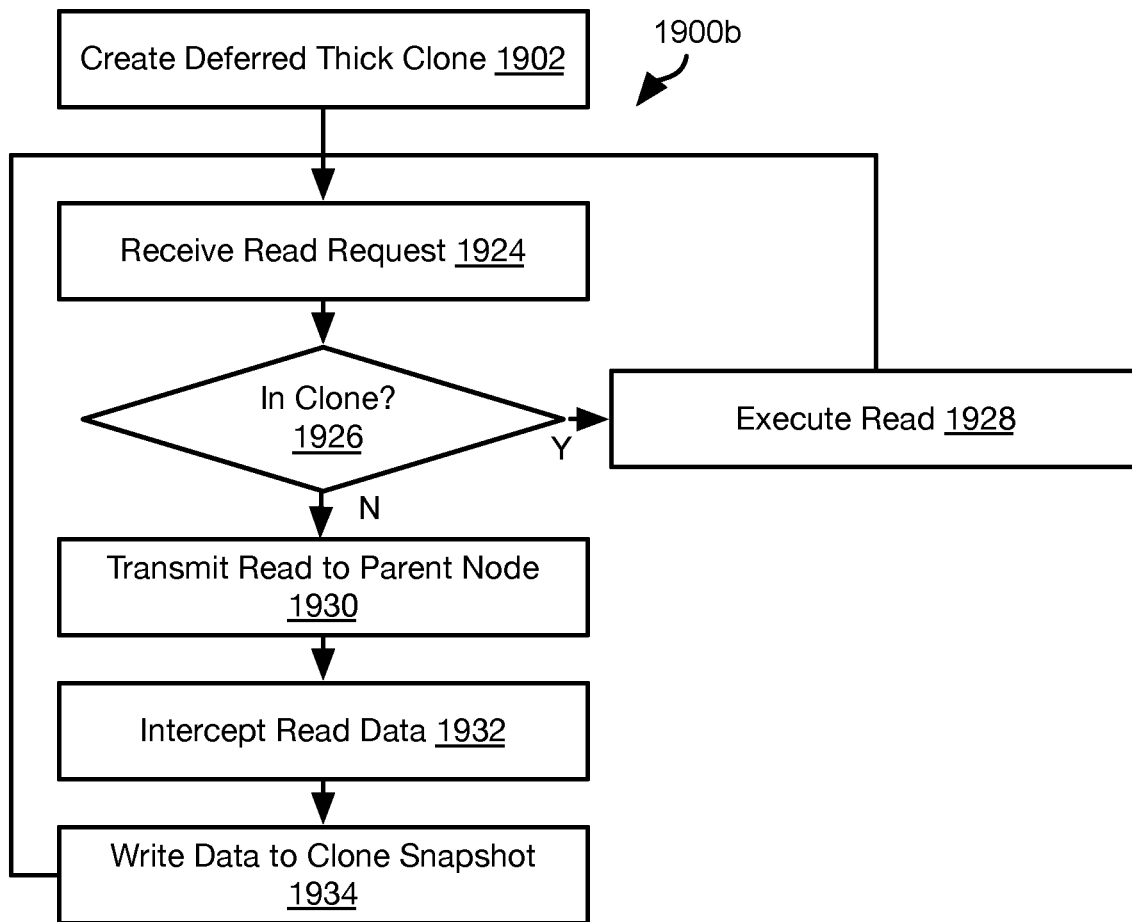 Create Deferred Thick Clone 1902
1900b
Receive Read Request 1924
In Clone?
1926
Y
Execute Read 1928
N
Transmit Read to Parent Node
1930
Intercept Read Data 1932
Write Data to Clone Snapshot
1934